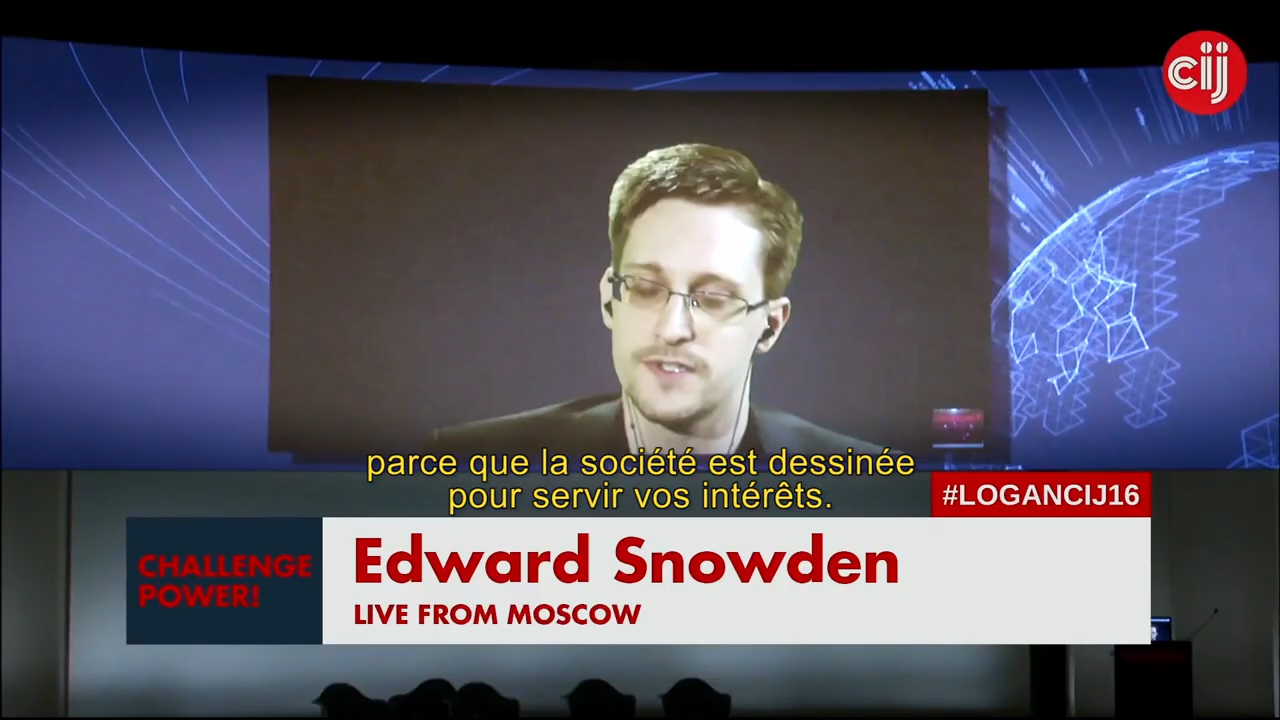 cij
parce que la société est dessinée
pour servir vos intérêts.
#LOGANCIJ16
CHALLENGE
POWER!
Edward Snowden
LIVE FROM MOSCOW